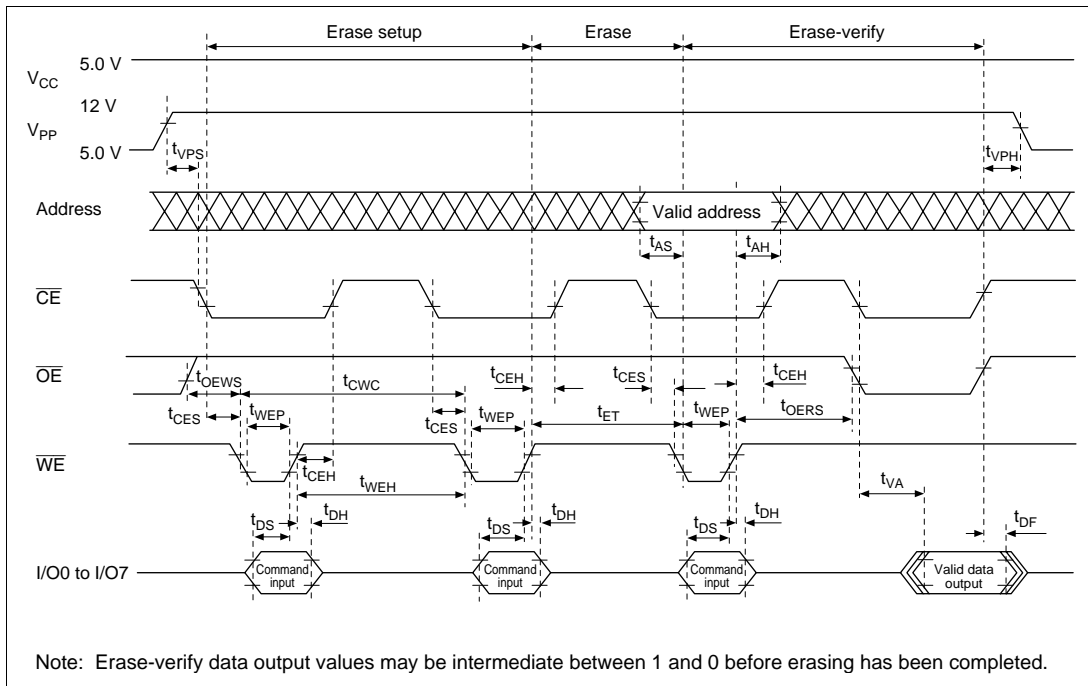 Erase setup Erase Erase-verify
5.0 V
VCC
12 V
VPP
5.0 V
tVPS tVPH
Address Valid address
tAS tAH
CE
OE
tOEWS tCWC tCEH tCES tCEH
tCES tWEP tCES tWEP tET tWEP tOERS
WE
tCEH
tWEH tVA
tDS tDH tDS tDH tDS tDH tDF
I/O0 to I/O7 Command input Command input Command input Valid data output
Note: Erase-verify data output values may be intermediate between 1 and 0 before erasing has been completed.